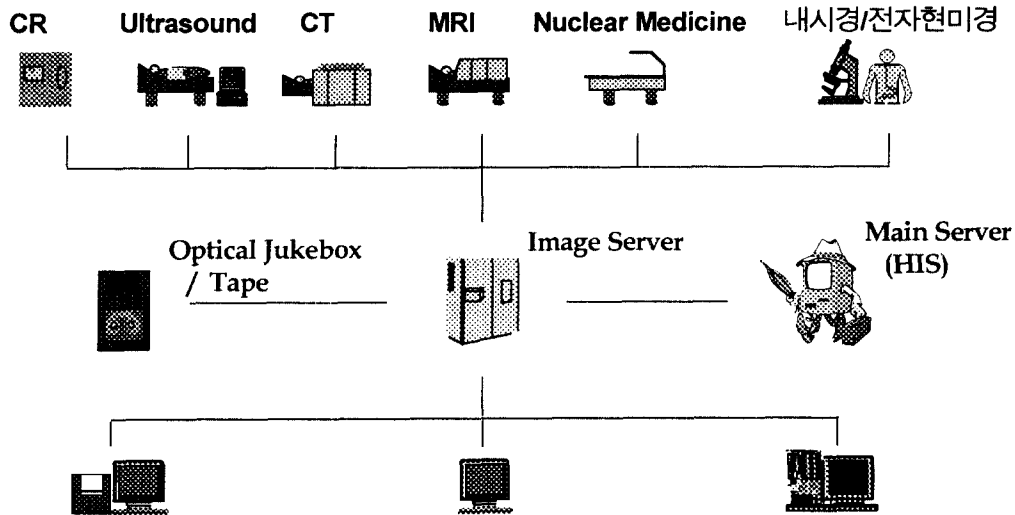 CR Ultrasound CT MRI Nuclear Medicine 내시경/전자현미경
Optical Jukebox
/ Tape
Image Server
Main Server
(HIS)